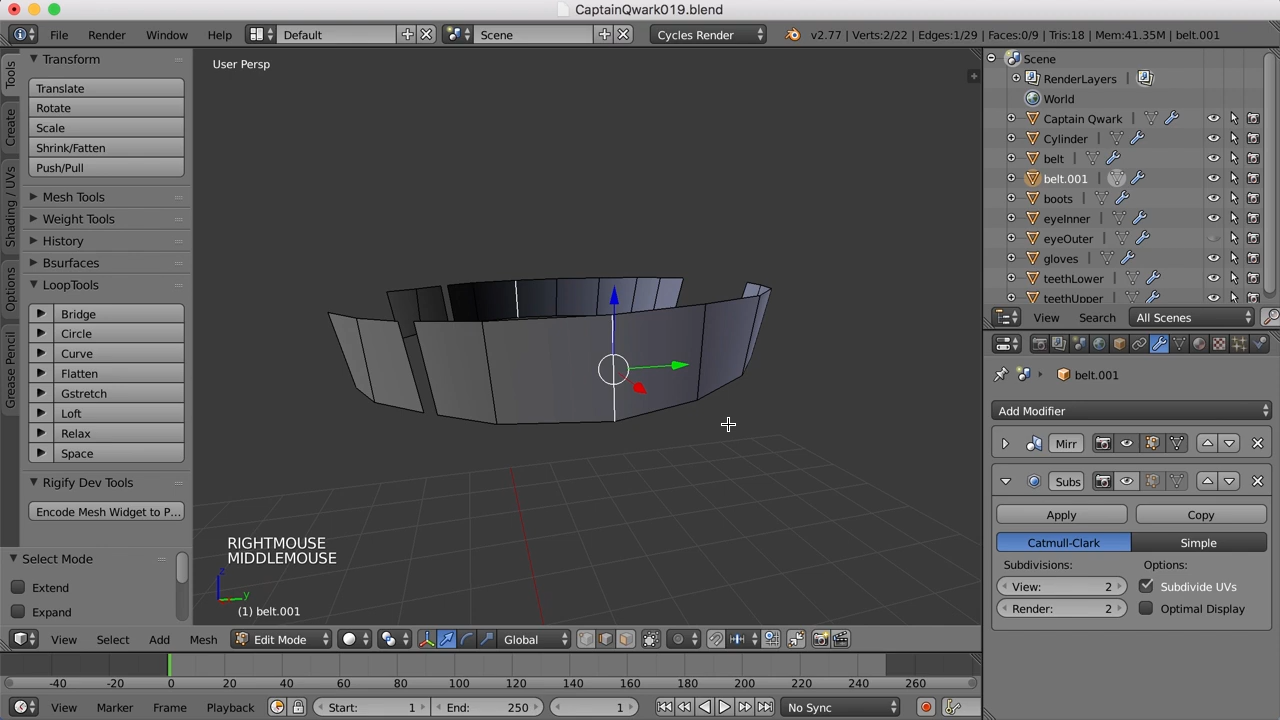 CaptainQwark019.blend
File Render Window Help Default Scene Cycles Render v2.77 | Verts:2/22 | Edges:1/29 | Faces:0/9 | Tris:18 | Mem:41.35M | belt.001
Tools
Create
Shading / UVs
Options
Grease Pencil
Transform
Translate
Rotate
Scale
Shrink/Fatten
Push/Pull
Mesh Tools
Weight Tools
History
Bsurfaces
LoopTools
Bridge
Circle
Curve
Flatten
Gstretch
Loft
Relax
Space
Rigify Dev Tools
Encode Mesh Widget to P...
Select Mode
Extend
Expand
User Persp
RIGHTMOUSE
MIDDLEMOUSE
z
y
(1) belt.001
View Select Add Mesh Edit Mode Global
-40 -20 0 20 40 60 80 100 120 140 160 180 200 220 240 260
View Marker Frame Playback Start: 1 End: 250 1 No Sync
Scene
RenderLayers |
World
Captain Qwark |
Cylinder |
belt |
belt.001 |
boots |
eyeInner |
eyeOuter |
gloves |
teethLower |
teethUpper
View Search All Scenes
belt.001
Add Modifier
Mirr
Subs
Apply Copy
Catmull-Clark Simple
Subdivisions: Options:
View: 2 Subdivide UVs
Render: 2 Optimal Display